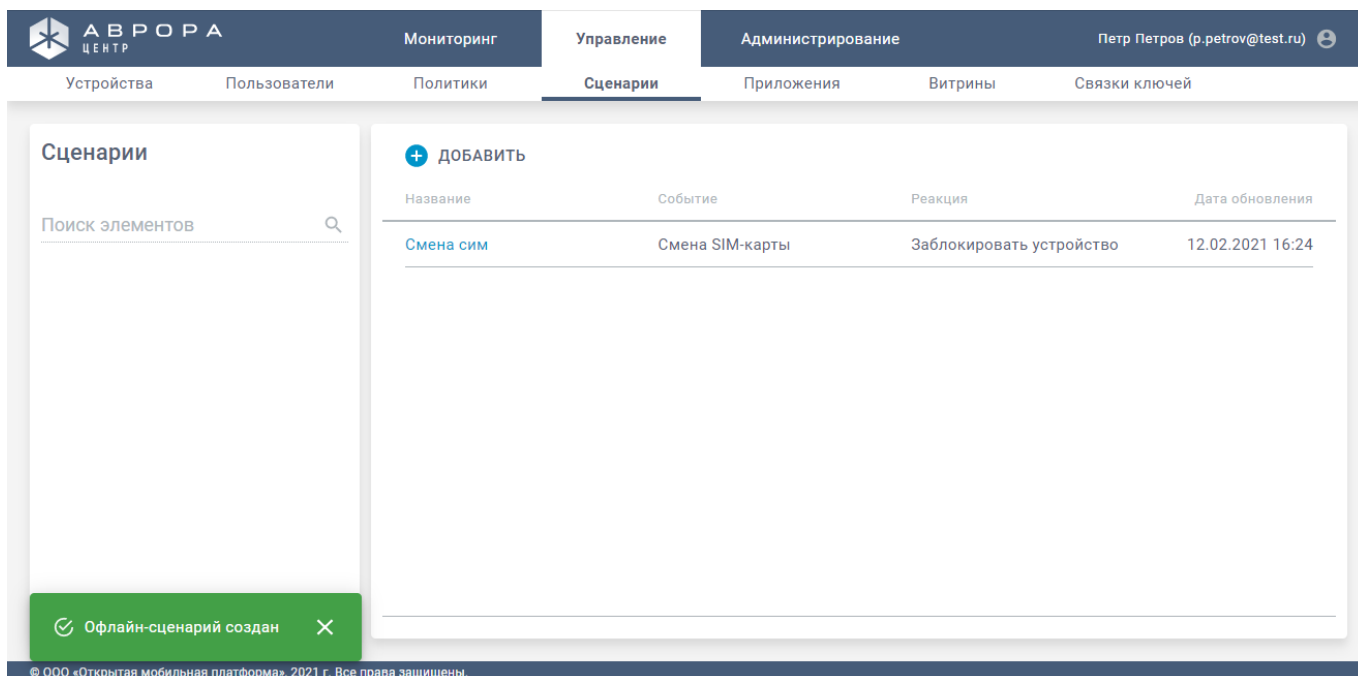 АВРОРА
ЦЕНТР
Мониторинг Управление Администрирование Петр Петров (p.petrov@test.ru)
Устройства Пользователи Политики Сценарии Приложения Витрины Связки ключей
Сценарии
Поиск элементов
ДОБАВИТЬ
Название Событие Реакция Дата обновления
Смена сим Смена SIM-карты Заблокировать устройство 12.02.2021 16:24
Офлайн-сценарий создан
© ООО «Открытая мобильная платформа», 2021 г. Все права защищены.